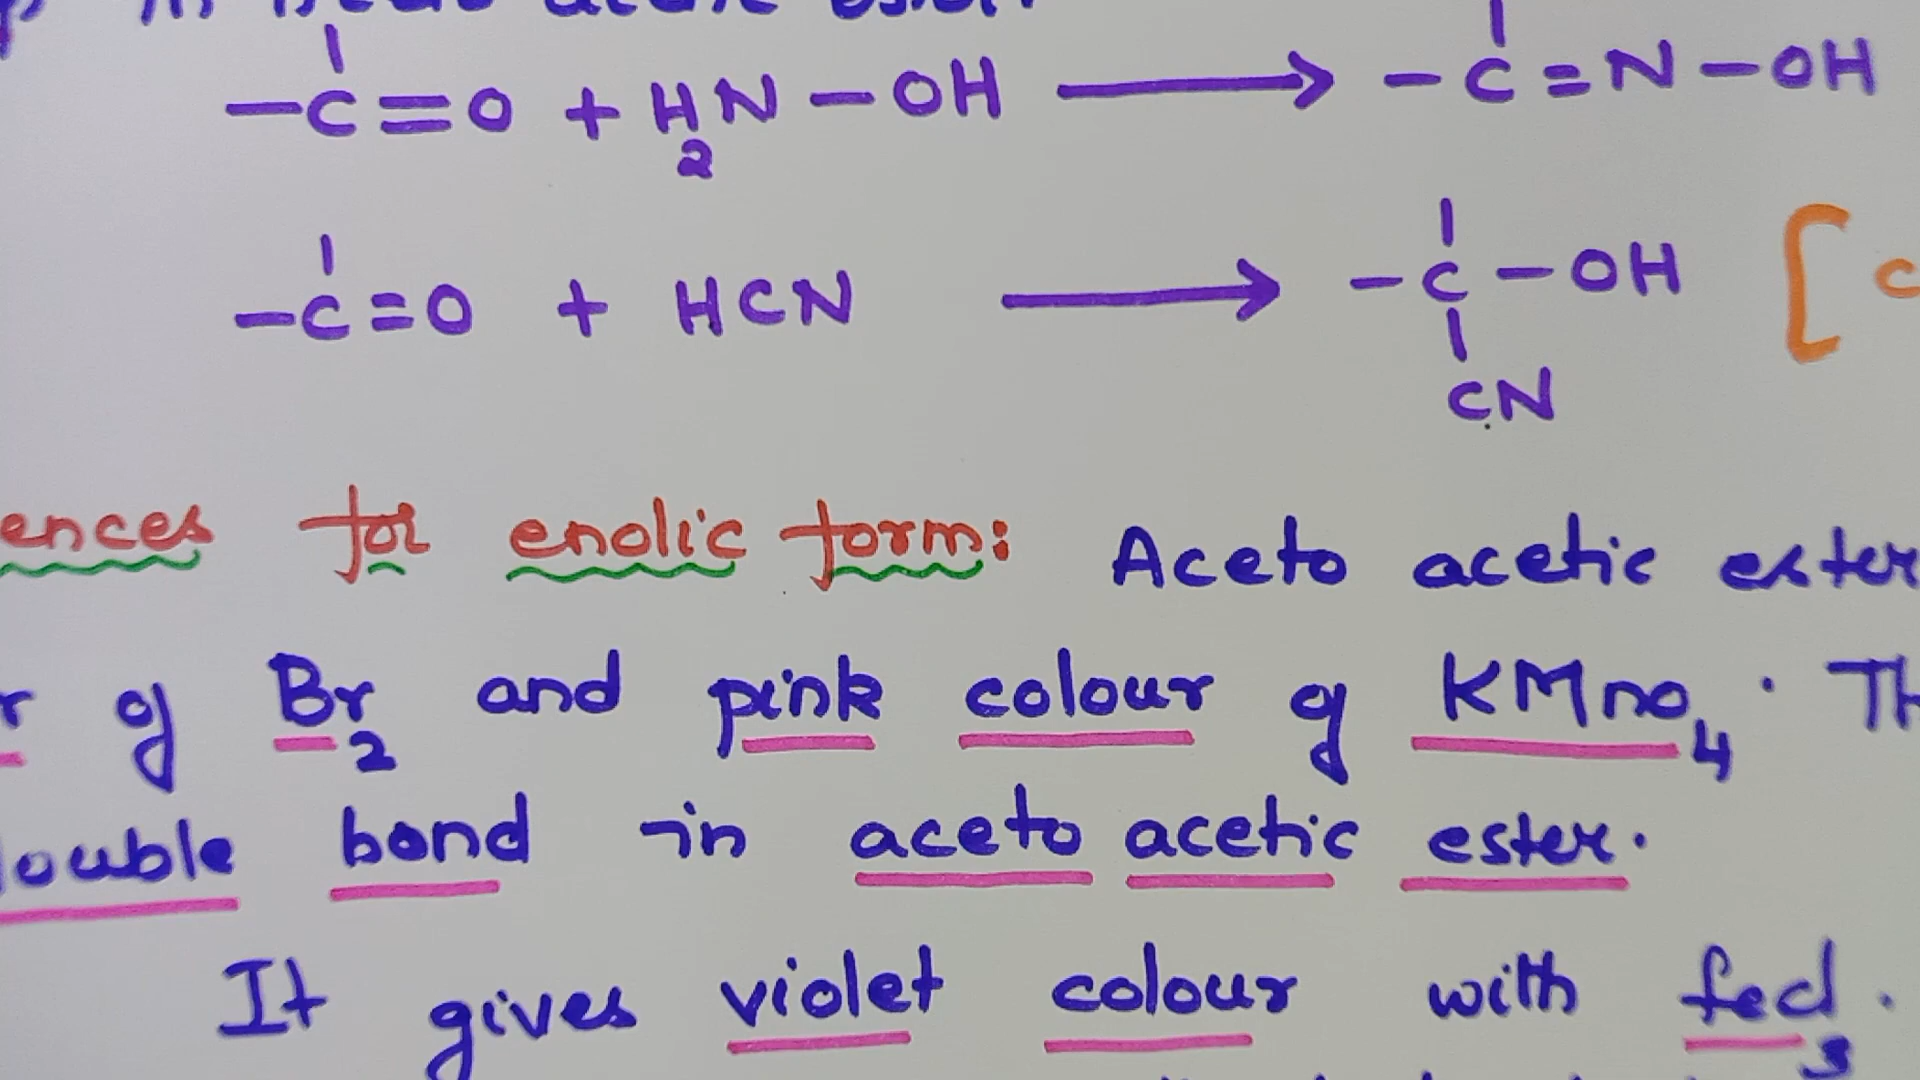 in
-C=O + H2N-OH ⟶ -C=N-OH
-C=O + HCN ⟶ -C-OH [ C
CN
ences for enolic form: Aceto acetic ester
r of Br2 and pink colour of KMnO4. Th
ouble bond in aceto acetic ester.
It gives violet colour with fecl3.